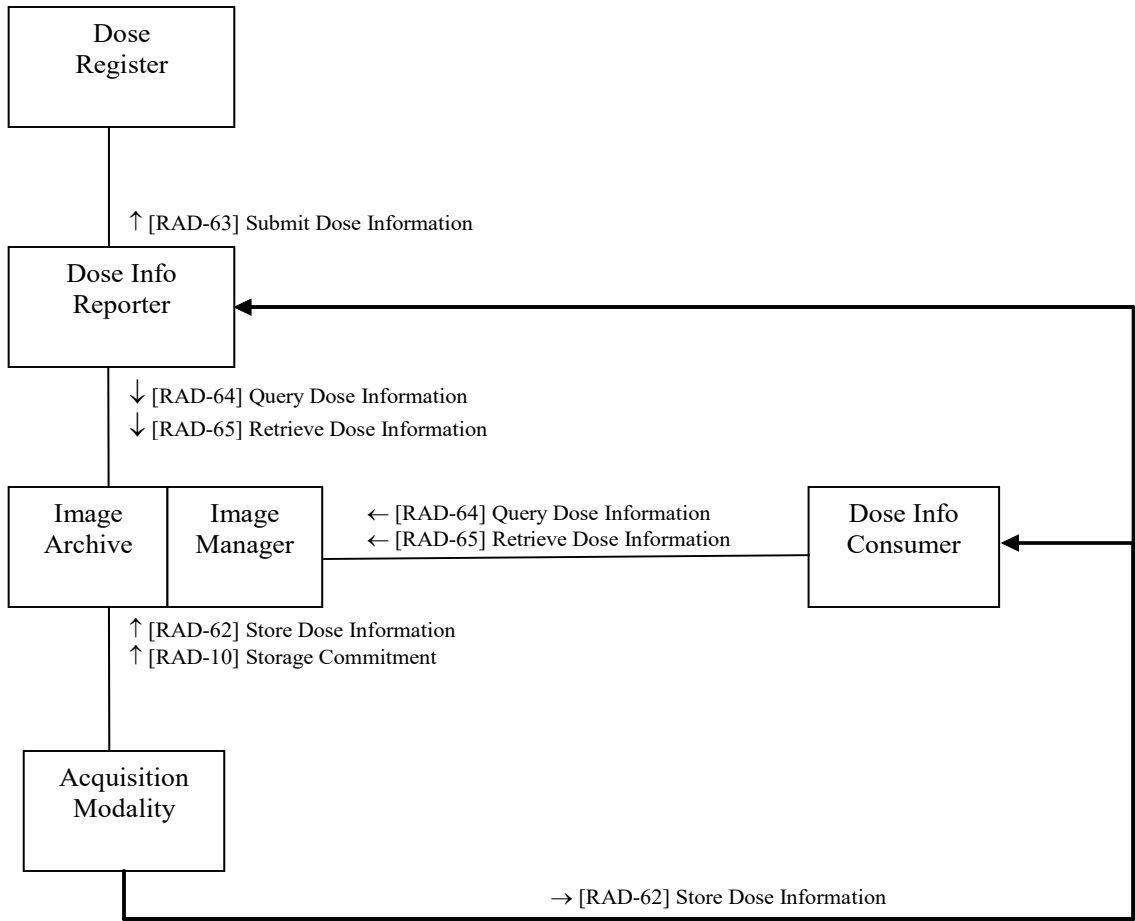 Dose
Register
↑ [RAD-63] Submit Dose Information
Dose Info
Reporter
↓ [RAD-64] Query Dose Information
↓ [RAD-65] Retrieve Dose Information
Image
Archive
Image
Manager
← [RAD-64] Query Dose Information
← [RAD-65] Retrieve Dose Information
Dose Info
Consumer
↑ [RAD-62] Store Dose Information
↑ [RAD-10] Storage Commitment
Acquisition
Modality
→ [RAD-62] Store Dose Information